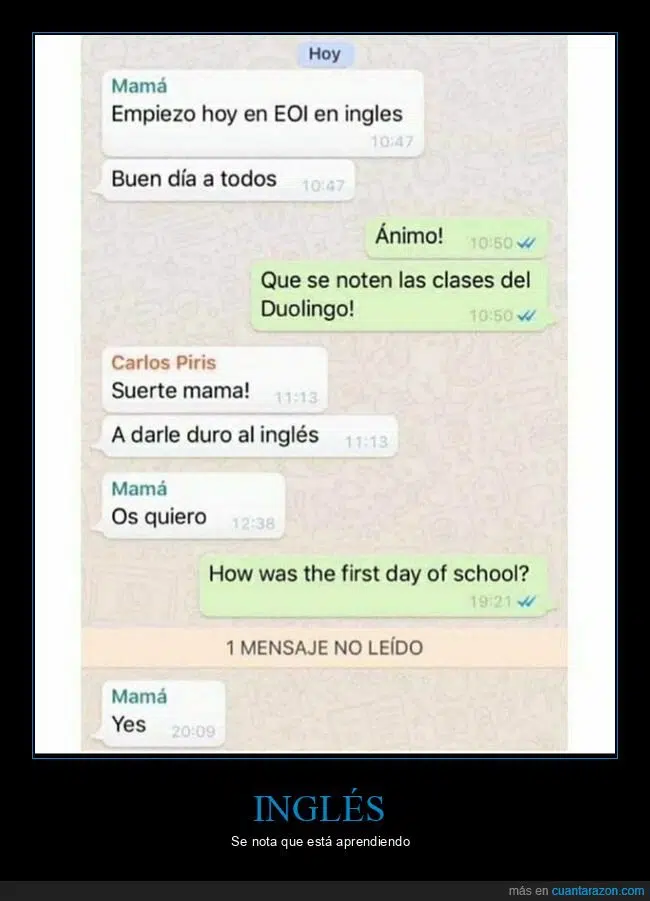 Hoy
Mamá
Empiezo hoy en EOI en ingles
10:47
Buen día a todos 10:47
Ánimo! 10:50
Que se noten las clases del
Duolingo! 10:50
Carlos Piris
Suerte mama! 11:13
A darle duro al inglés 11:13
Mamá
Os quiero 12:38
How was the first day of school?
19:21
1 MENSAJE NO LEÍDO
Mamá
Yes 20:09
INGLÉS
Se nota que está aprendiendo
más en cuantarazon.com